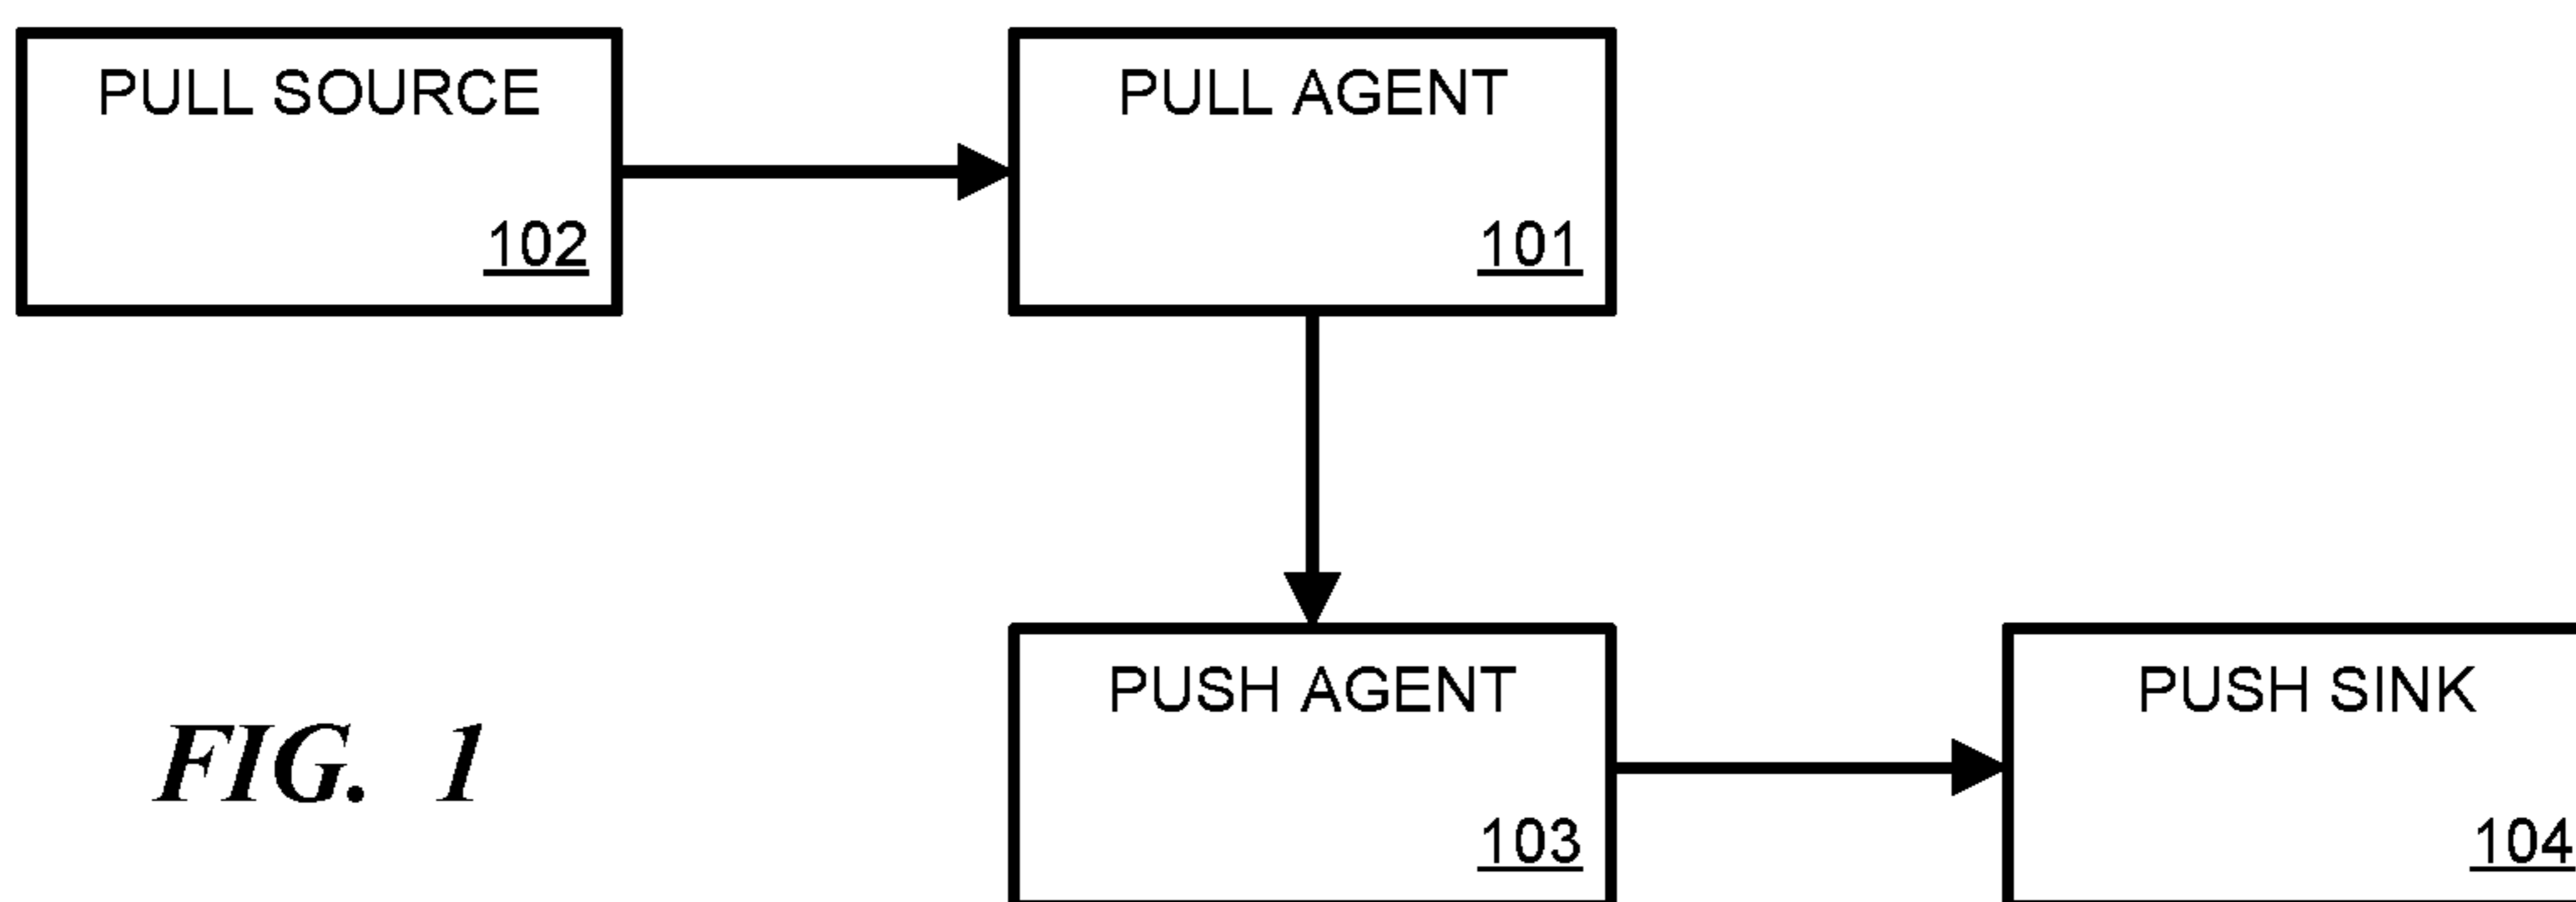 PULL SOURCE
102
PULL AGENT
101
PUSH AGENT
103
PUSH SINK
104
FIG. 1